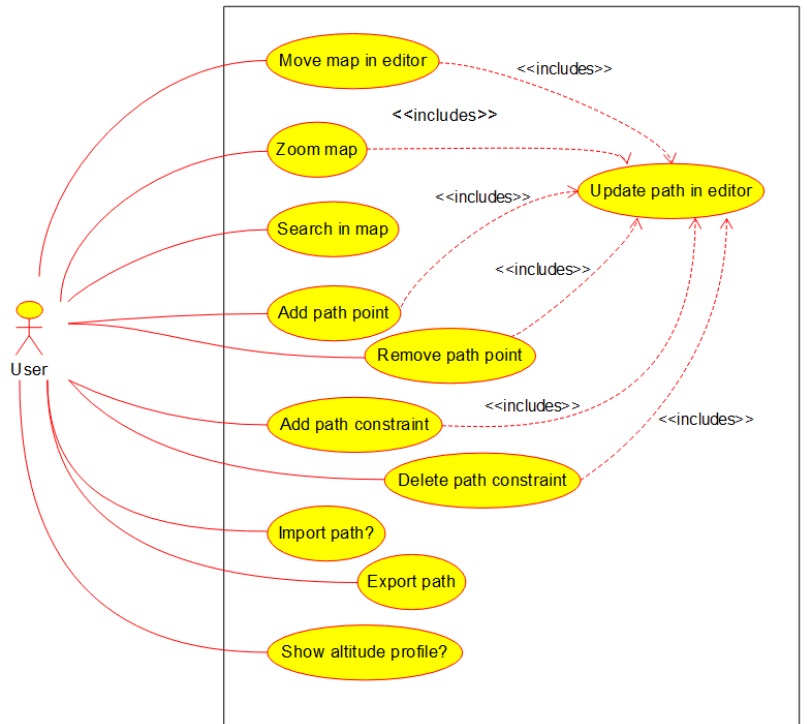 Move map in editor
<<includes>>
<<includes>>
Zoom map
Update path in editor
<<includes>>
Search in map
<<includes>>
Add path point
Remove path point
User
<<includes>>
Add path constraint
<<includes>>
Delete path constraint
Import path?
Export path
Show altitude profile?